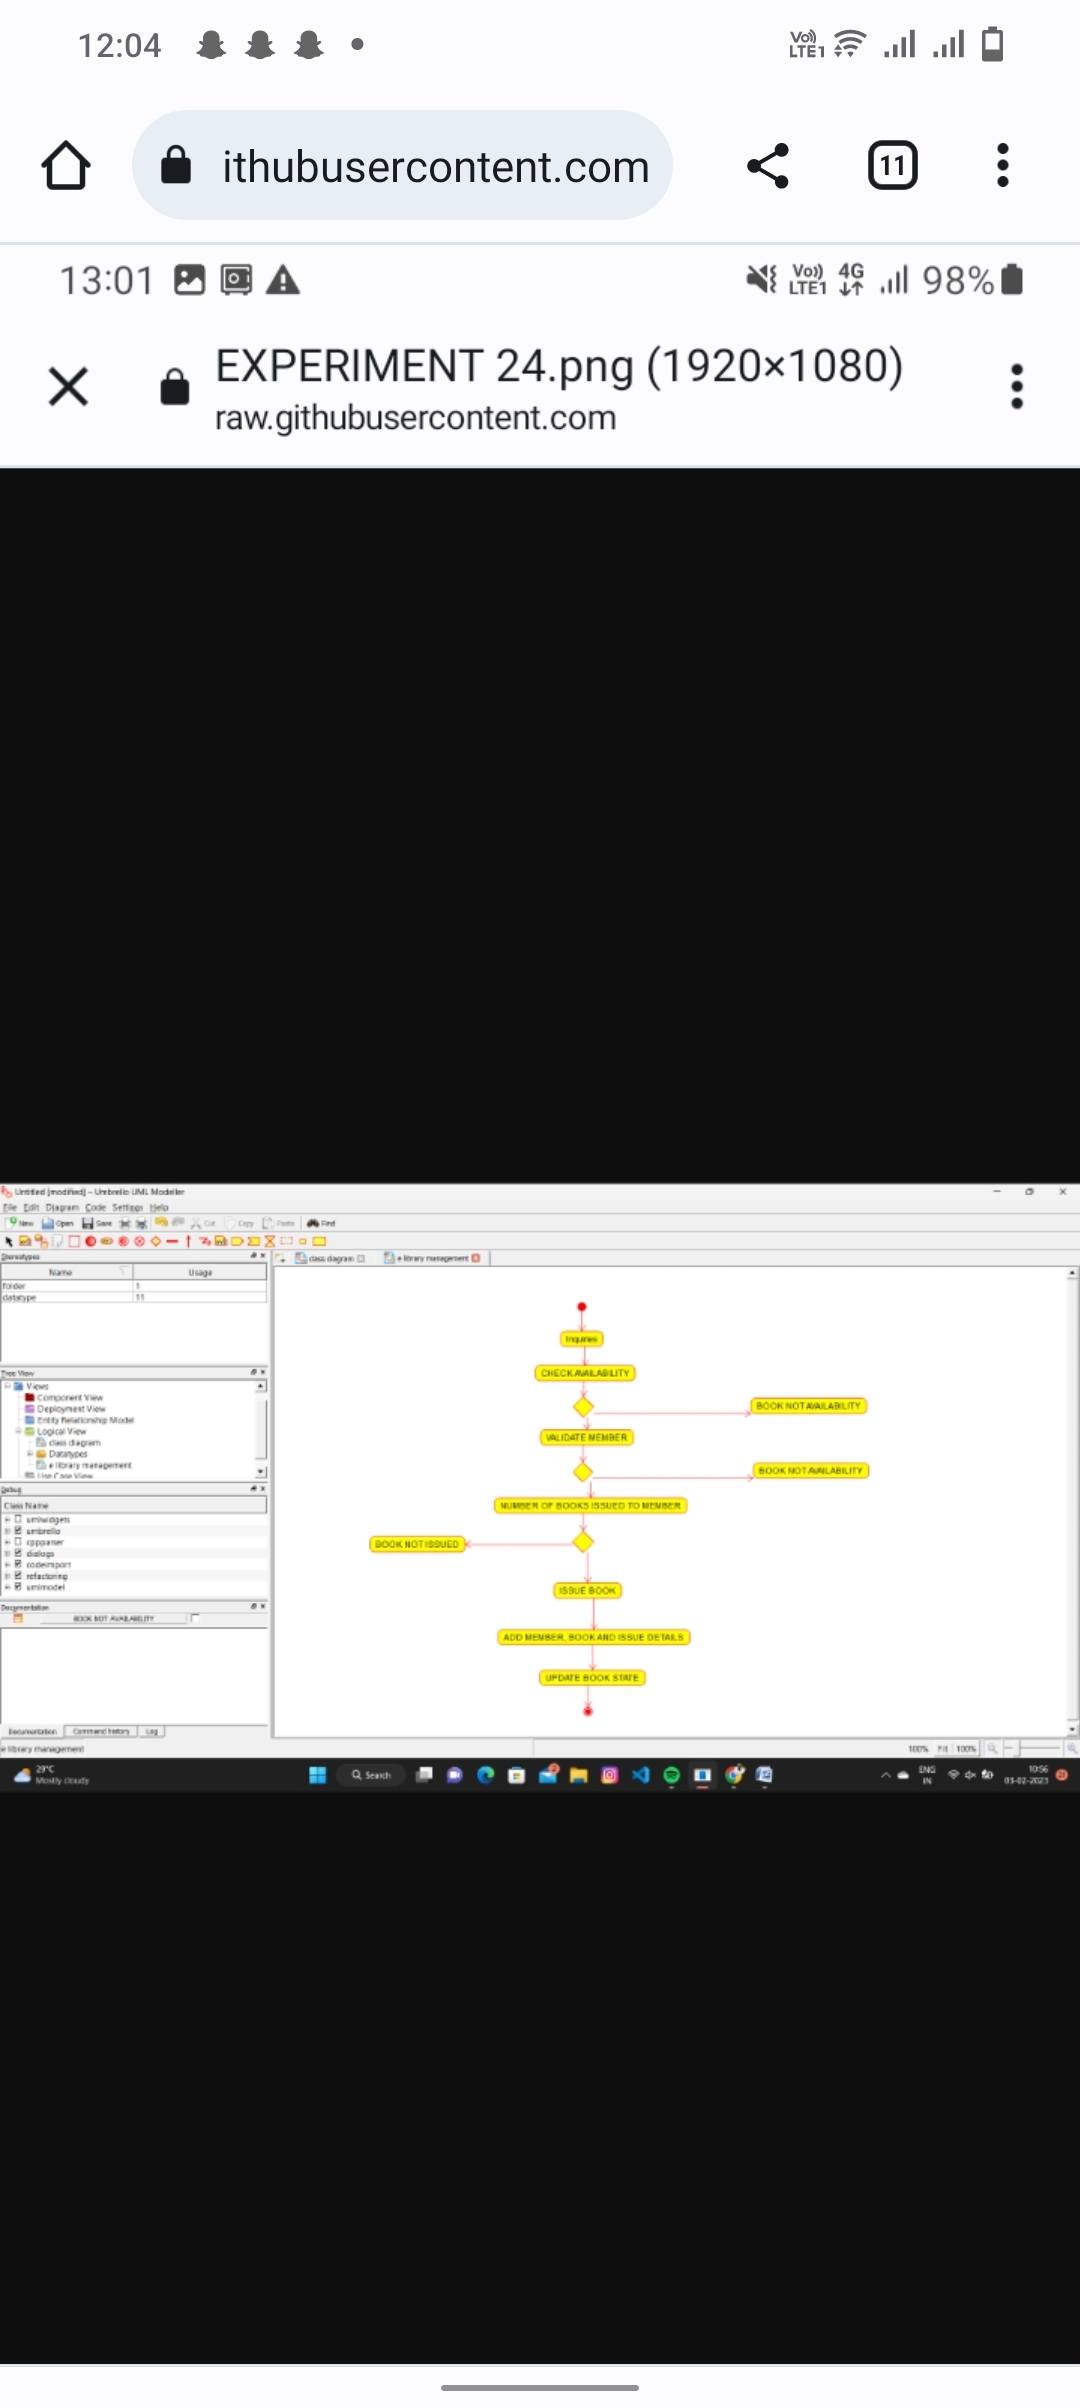 12:04
Vo)) LTE1
ithubusercontent.com
11
13:01
Vo)) LTE1 4G 98%
EXPERIMENT 24.png (1920×1080)
raw.githubusercontent.com
Untitled [modified] – Umbrello UML Modeller
File Edit Diagram Code Settings Help
New Open Save Cut Copy Paste Find
Stereotypes
class diagram
e library management
Name Usage
folder 1
datatype 11
Tree View
Views
Component View
Deployment View
Entity Relationship Model
Logical View
class diagram
Datatypes
e library management
Use Case View
Debug
Class Name
umlwidgets
umbrello
cppparser
dialogs
codeimport
refactoring
umlmodel
Documentation
BOOK NOT AVAILABILITY
Documentation Command history Log
Inquiries
CHECK AVAILABILITY
BOOK NOT AVAILABILITY
VALIDATE MEMBER
BOOK NOT AVAILABILITY
NUMBER OF BOOKS ISSUED TO MEMBER
BOOK NOT ISSUED
ISSUE BOOK
ADD MEMBER, BOOK AND ISSUE DETAILS
UPDATE BOOK STATE
e library management
100% Fit 100%
29°C
Mostly cloudy
Search
ENG
IN
10:56
03-02-2023